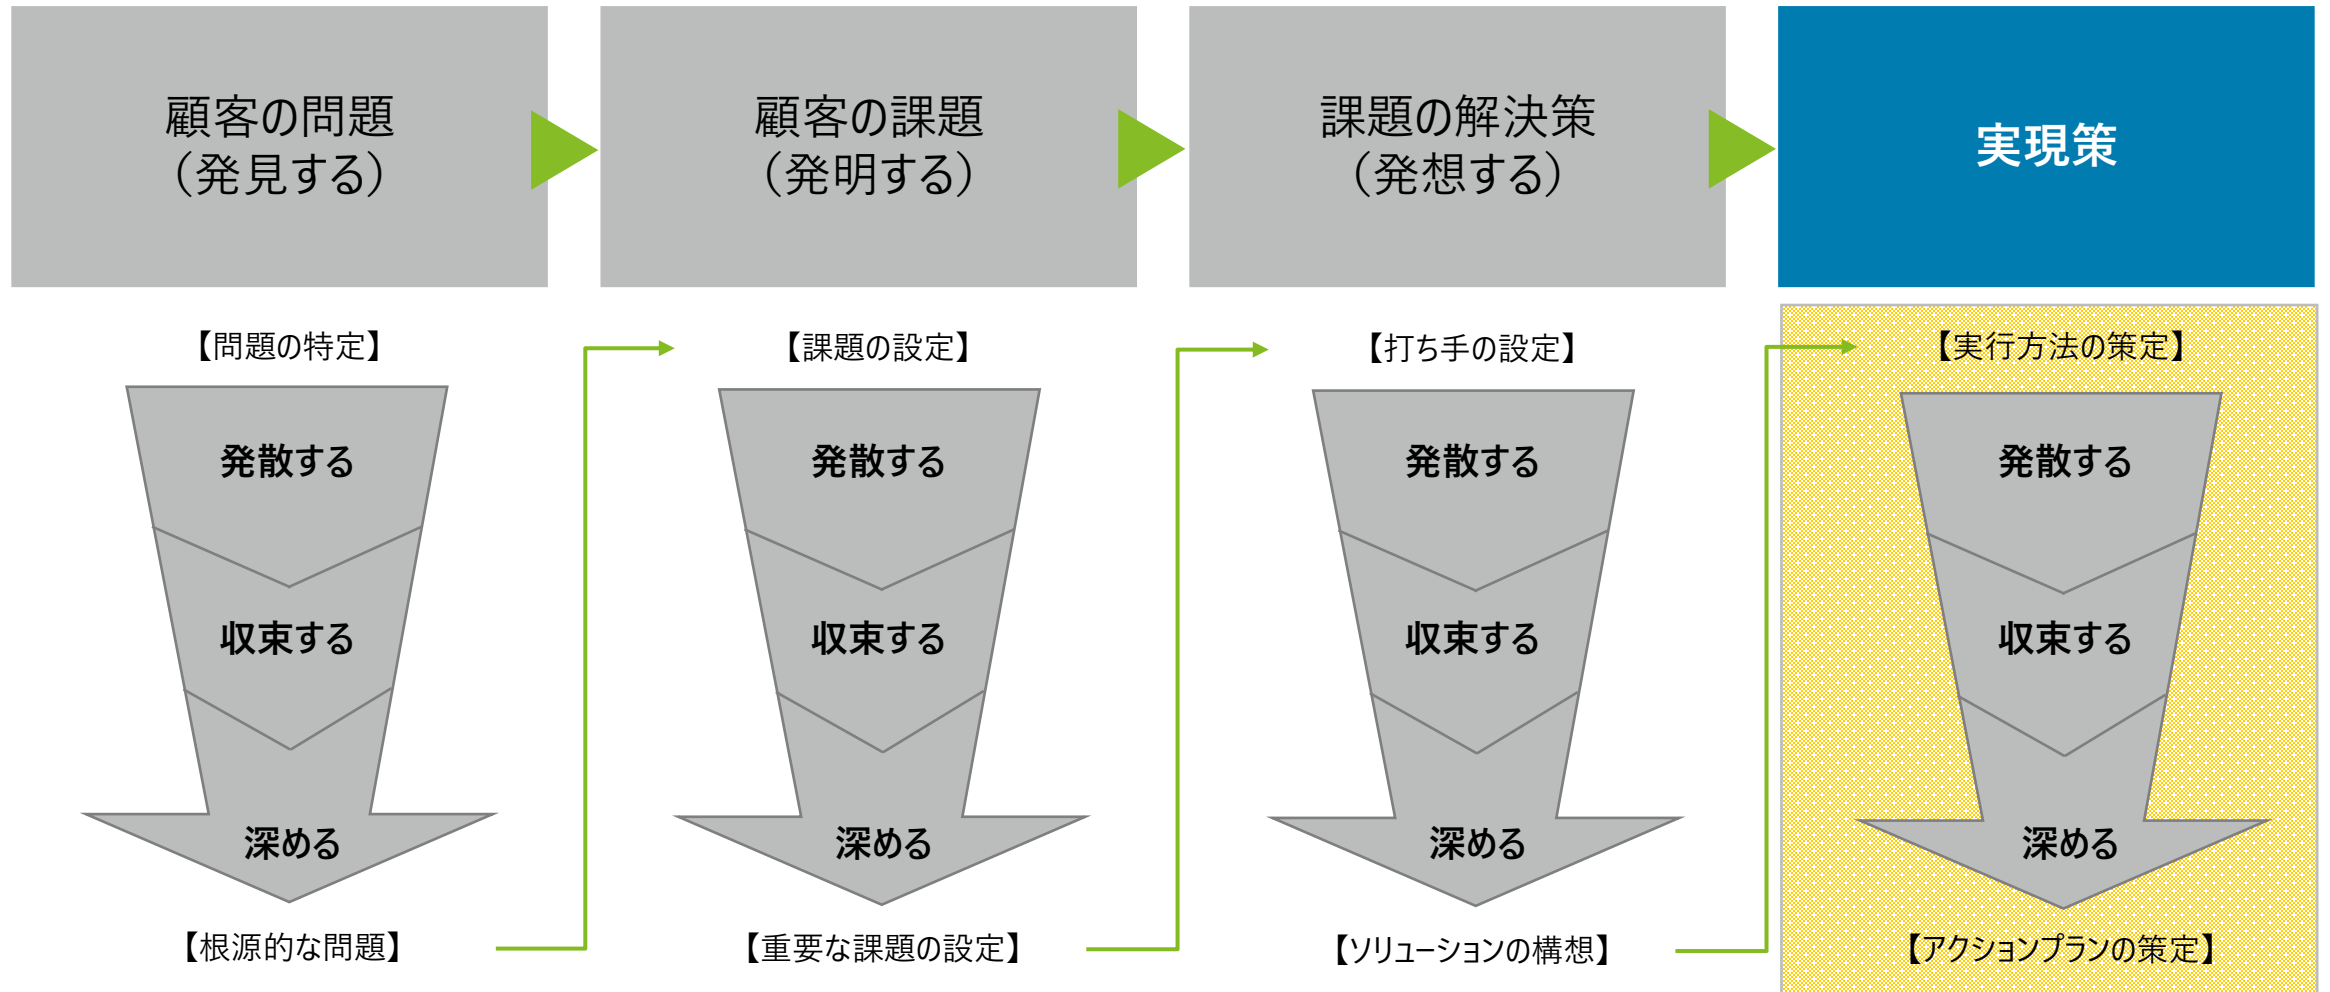 顧客の問題
（発見する）
顧客の課題
（発明する）
課題の解決策
（発想する）
実現策
【問題の特定】
発散する
収束する
深める
【根源的な問題】
【課題の設定】
発散する
収束する
深める
【重要な課題の設定】
【打ち手の設定】
発散する
収束する
深める
【ソリューションの構想】
【実行方法の策定】
発散する
収束する
深める
【アクションプランの策定】